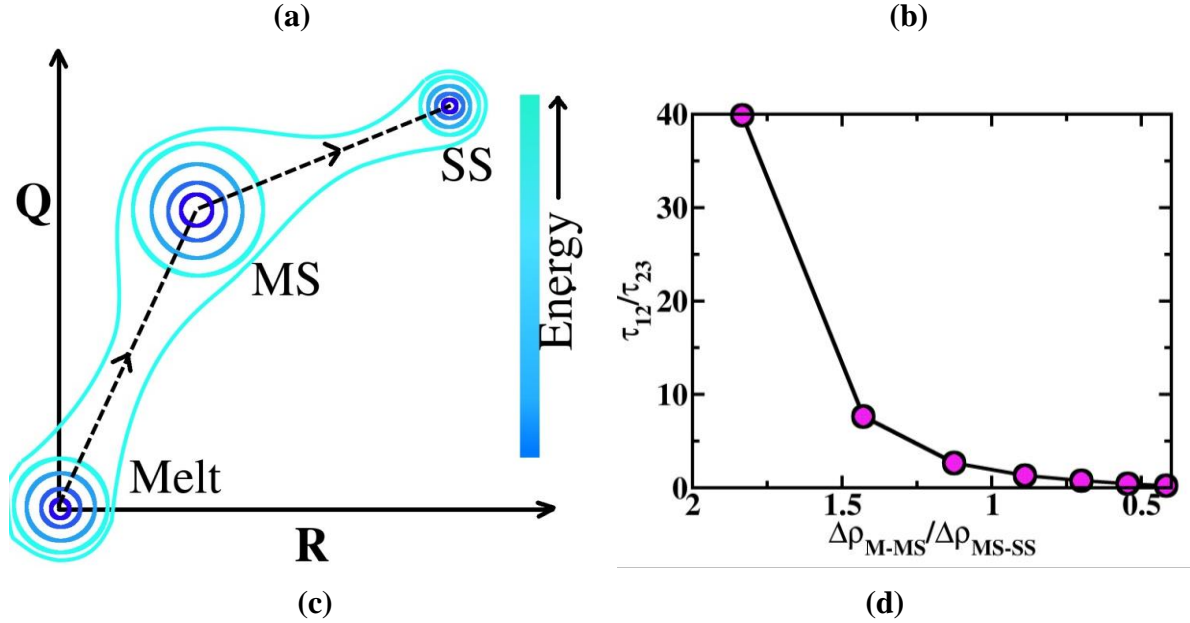 (a)
(b)
Q
SS
MS
Melt
R
Energy
40
30
20
10
0
τ12/τ23
2
1.5
1
0.5
ΔρM-MS/ΔρMS-SS
(c)
(d)